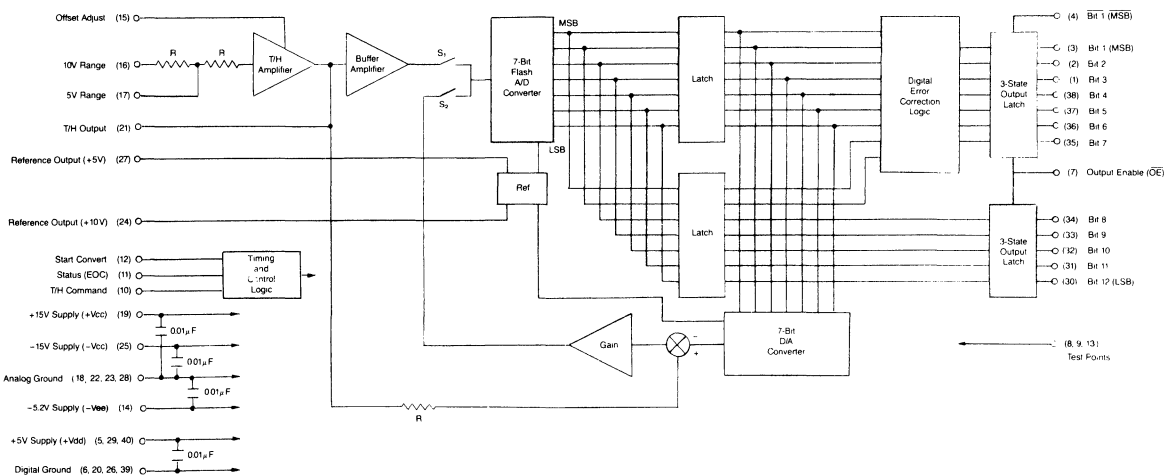 Offset Adjust (15)
10V Range (16)
5V Range (17)
T/H Output (21)
Reference Output (+5V) (27)
Reference Output (+10V) (24)
Start Convert (12)
Status (EOC) (11)
T/H Command (10)
+15V Supply (+Vcc) (19)
-15V Supply (-Vcc) (25)
Analog Ground (18, 22, 23, 28)
-5.2V Supply (-Vee) (14)
+5V Supply (+Vdd) (5, 29, 40)
Digital Ground (6, 20, 26, 39)
R
R
T/H
Amplifier
Buffer
Amplifier
S₁
S₂
7-Bit
Flash
A/D
Converter
MSB
LSB
Ref
Timing
and
Control
Logic
0.01μF
0.01μF
0.01μF
0.01μF
Latch
Latch
Digital
Error
Correction
Logic
3-State
Output
Latch
3-State
Output
Latch
Gain
-
+
R
7-Bit
D/A
Converter
(4) Bit 1 (MSB)
(3) Bit 1 (MSB)
(2) Bit 2
(1) Bit 3
(38) Bit 4
(37) Bit 5
(36) Bit 6
(35) Bit 7
(7) Output Enable (OE)
(34) Bit 8
(33) Bit 9
(32) Bit 10
(31) Bit 11
(30) Bit 12 (LSB)
(8, 9, 13)
Test Points